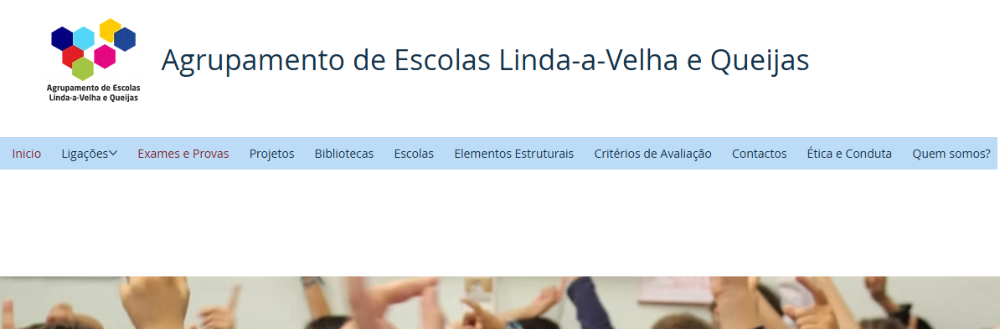 Agrupamento de Escolas
Linda-a-Velha e Queijas
Agrupamento de Escolas Linda-a-Velha e Queijas
Inicio Ligações Exames e Provas Projetos Bibliotecas Escolas Elementos Estruturais Critérios de Avaliação Contactos Ética e Conduta Quem somos?